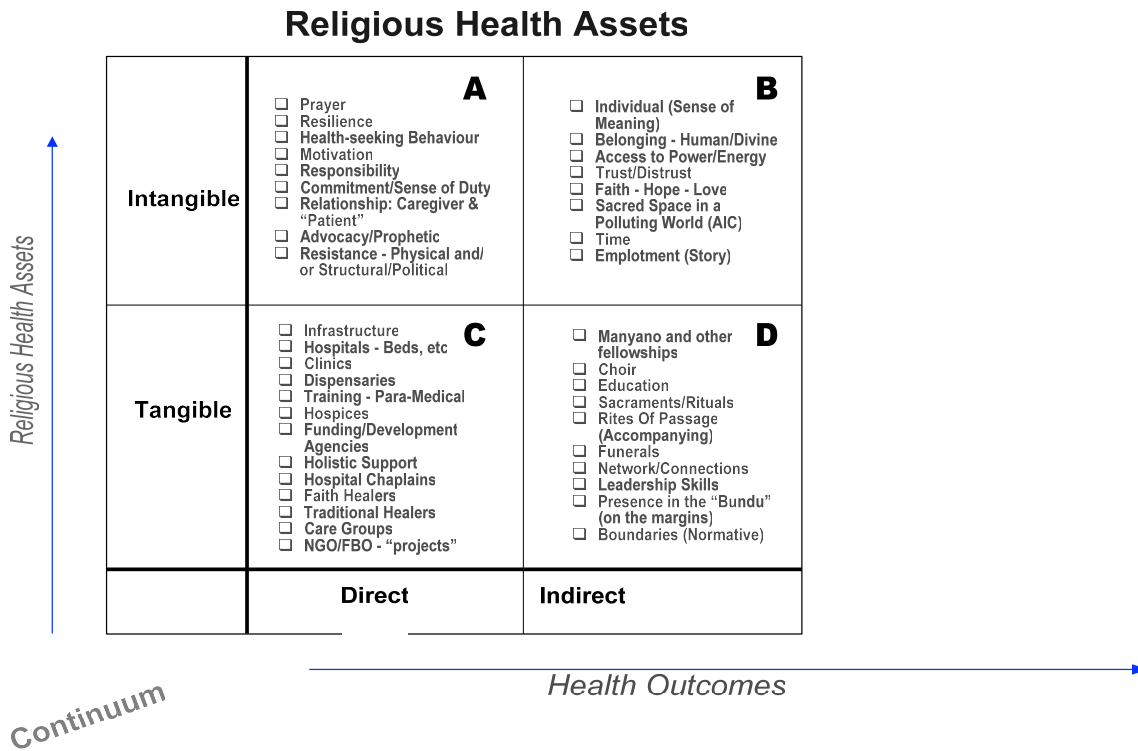 Religious Health Assets
A
❏ Prayer
❏ Resilience
❏ Health-seeking Behaviour
❏ Motivation
❏ Responsibility
❏ Commitment/Sense of Duty
❏ Relationship: Caregiver &
“Patient”
❏ Advocacy/Prophetic
❏ Resistance - Physical and/
or Structural/Political
B
❏ Individual (Sense of
Meaning)
❏ Belonging - Human/Divine
❏ Access to Power/Energy
❏ Trust/Distrust
❏ Faith - Hope - Love
❏ Sacred Space in a
Polluting World (AIC)
❏ Time
❏ Emplotment (Story)
Intangible
Religious Health Assets
Tangible
C
❏ Infrastructure
❏ Hospitals - Beds, etc
❏ Clinics
❏ Dispensaries
❏ Training - Para-Medical
❏ Hospices
❏ Funding/Development
Agencies
❏ Holistic Support
❏ Hospital Chaplains
❏ Faith Healers
❏ Traditional Healers
❏ Care Groups
❏ NGO/FBO - “projects”
D
❏ Manyano and other
fellowships
❏ Choir
❏ Education
❏ Sacraments/Rituals
❏ Rites Of Passage
(Accompanying)
❏ Funerals
❏ Network/Connections
❏ Leadership Skills
❏ Presence in the “Bundu”
(on the margins)
❏ Boundaries (Normative)
Direct
Indirect
Health Outcomes
Continuum